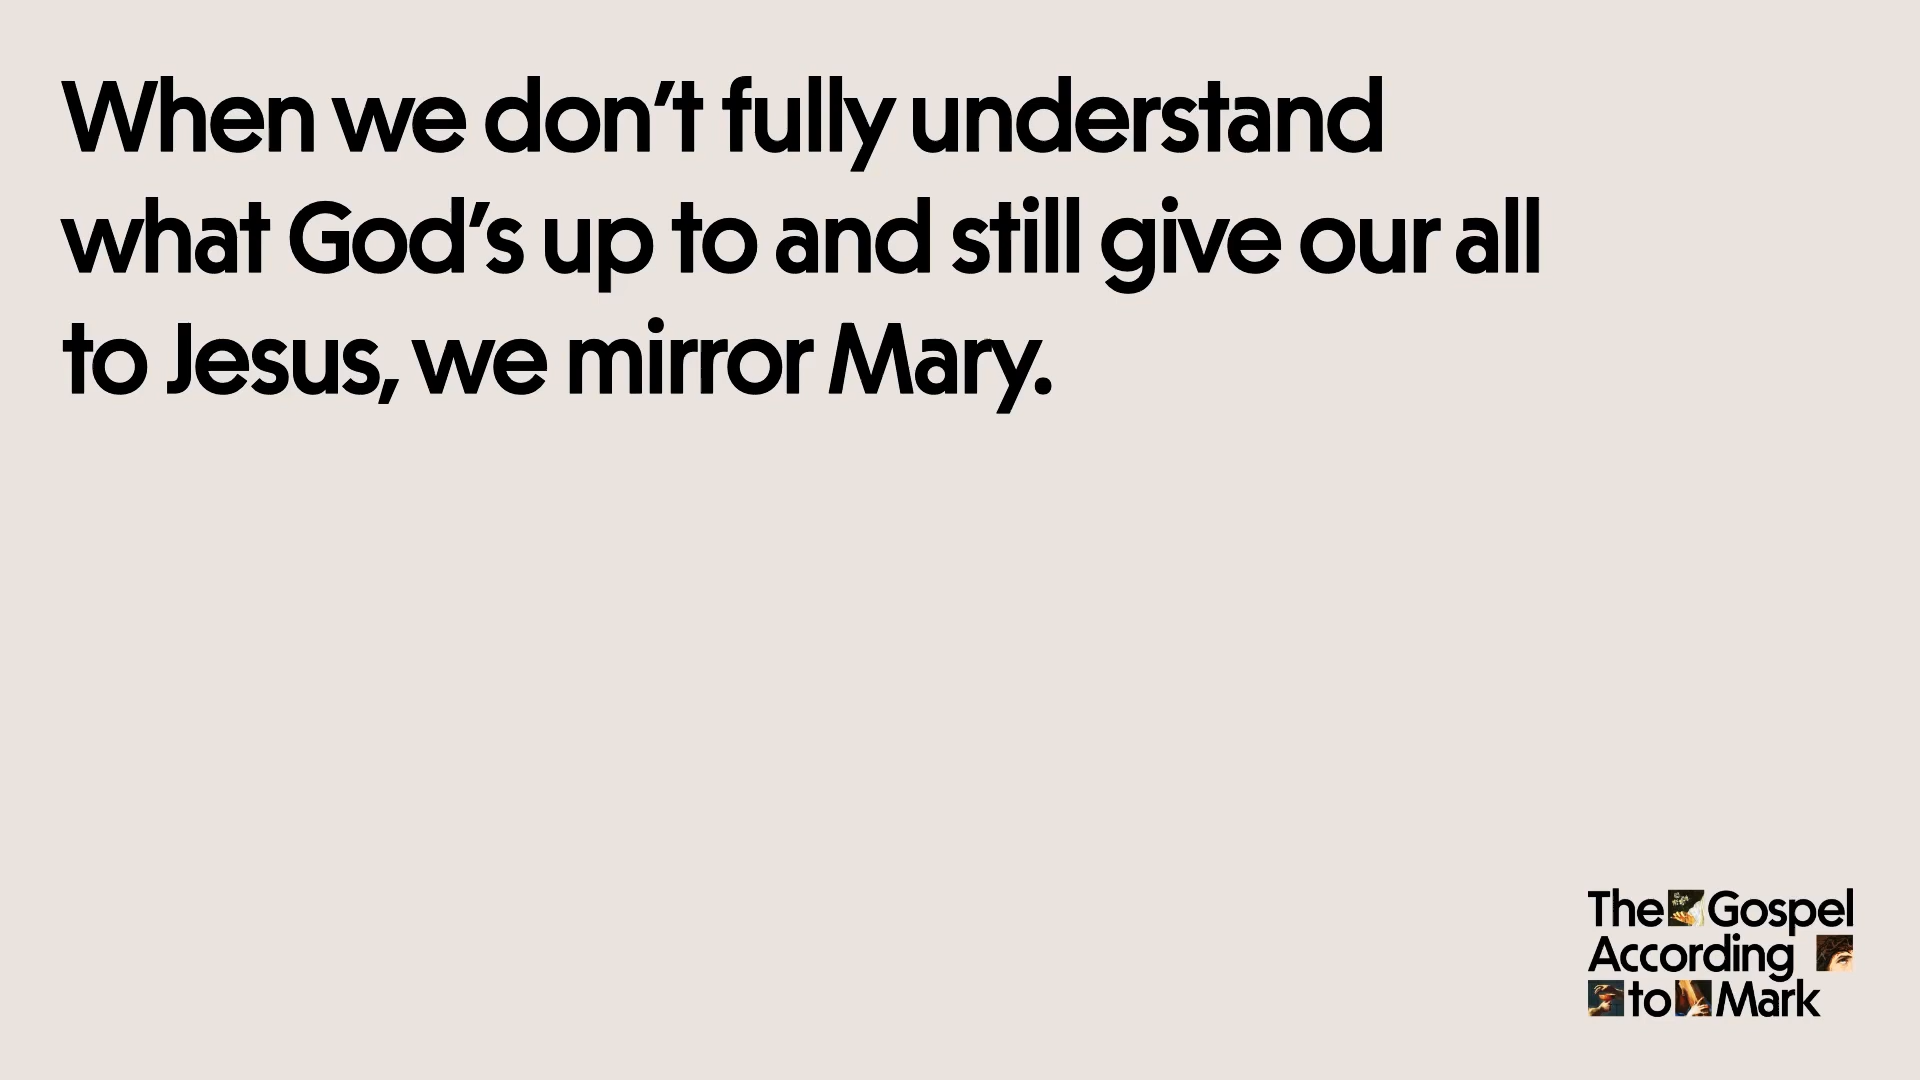 When we don’t fully understand
what God’s up to and still give our all
to Jesus, we mirror Mary.
The Gospel
According
to Mark